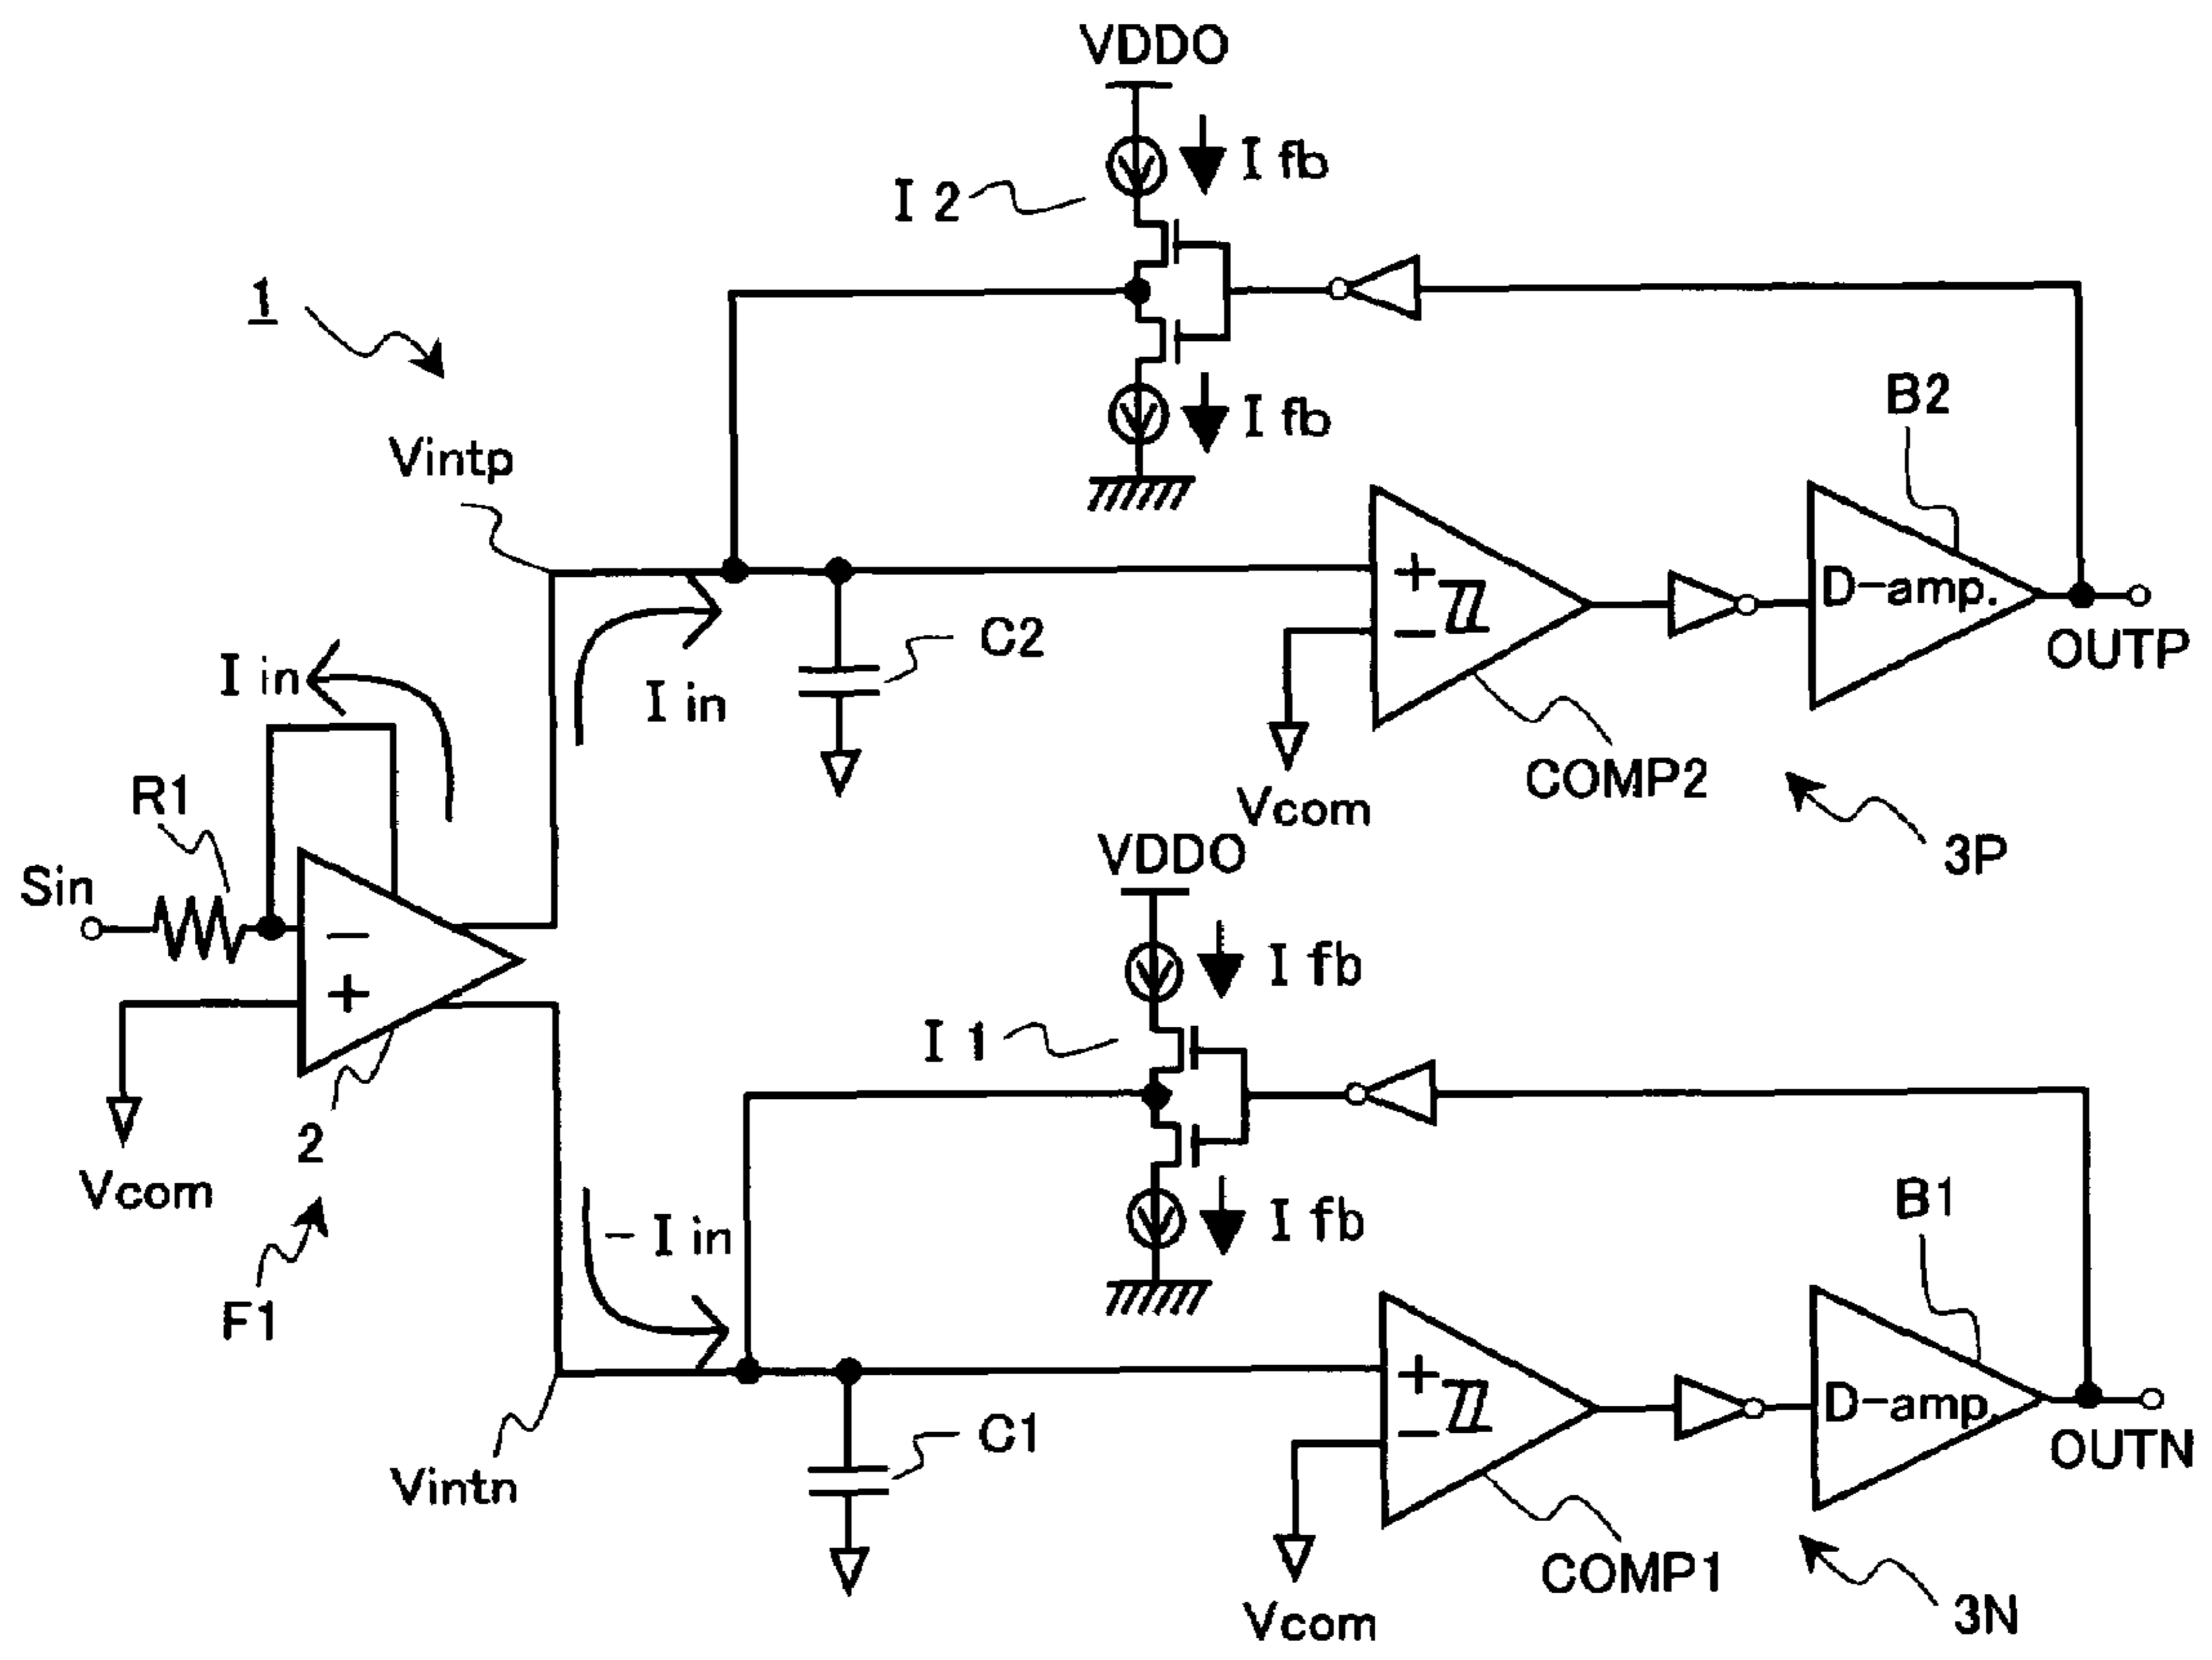 VDDO
I fb
I 2
1
I fb
B2
Vintp
+
−
D-amp.
C2
OUTP
I in
I in
COMP2
R1
Vcom
3P
VDDO
Sin
−
+
I fb
I 1
2
Vcom
B1
− I in
I fb
F1
+
−
D-amp.
C1
OUTN
Vintn
COMP1
3N
Vcom